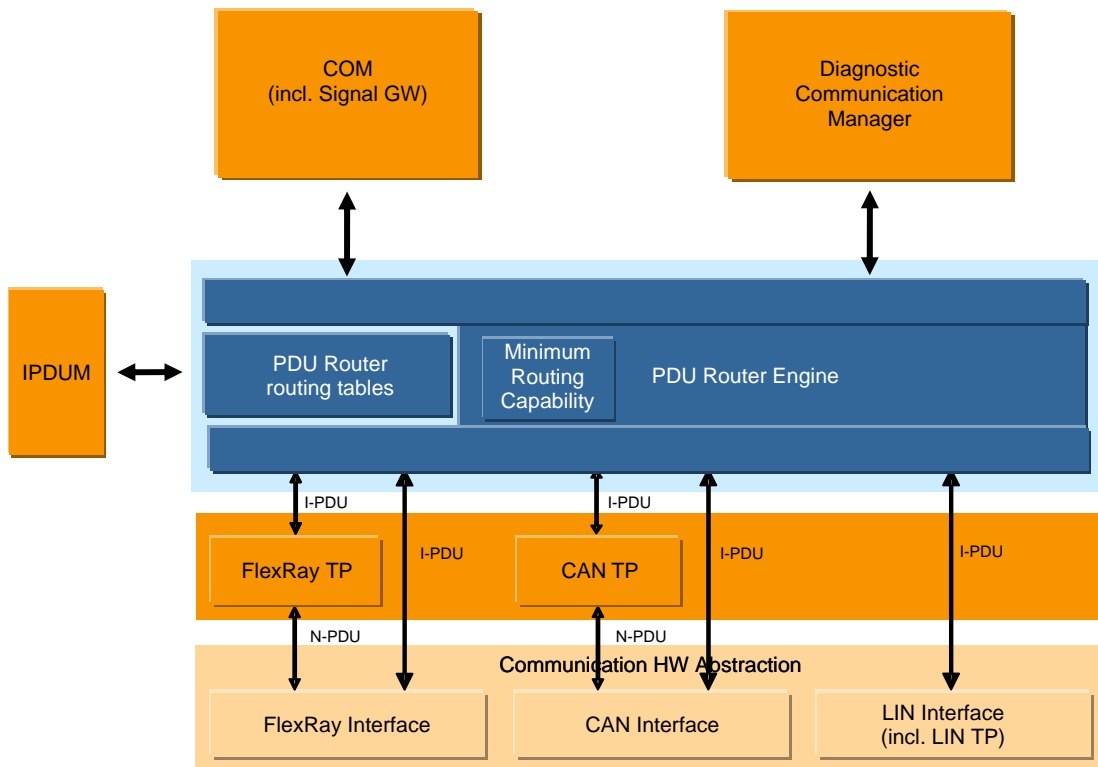 COM
(incl. Signal GW)
Diagnostic
Communication
Manager
IPDUM
PDU Router
routing tables
Minimum
Routing
Capability
PDU Router Engine
I-PDU
I-PDU
I-PDU
I-PDU
I-PDU
FlexRay TP
CAN TP
N-PDU
N-PDU
Communication HW Abstraction
FlexRay Interface
CAN Interface
LIN Interface
(incl. LIN TP)